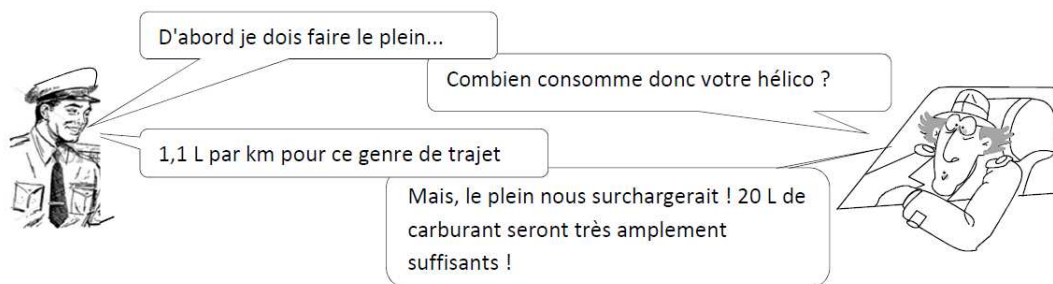 D'abord je dois faire le plein...
Combien consomme donc votre hélico ?
1,1 L par km pour ce genre de trajet
Mais, le plein nous surchargerait ! 20 L de
carburant seront très amplement
suffisants !